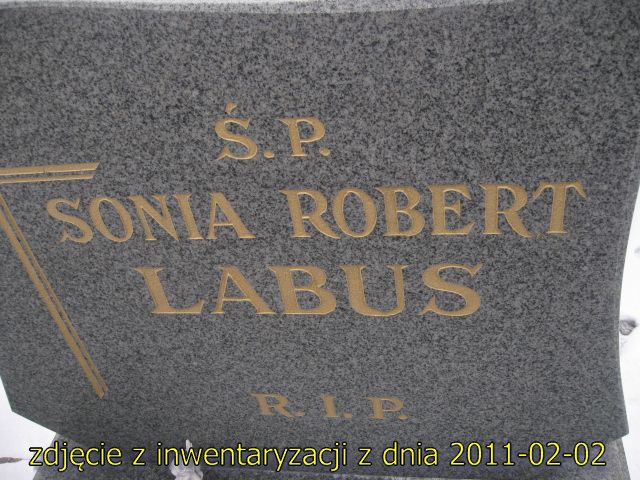 Ś.P.
SONIA ROBERT
LABUS
R.I.P.
zdjęcie z inwentaryzacji z dnia 2011-02-02